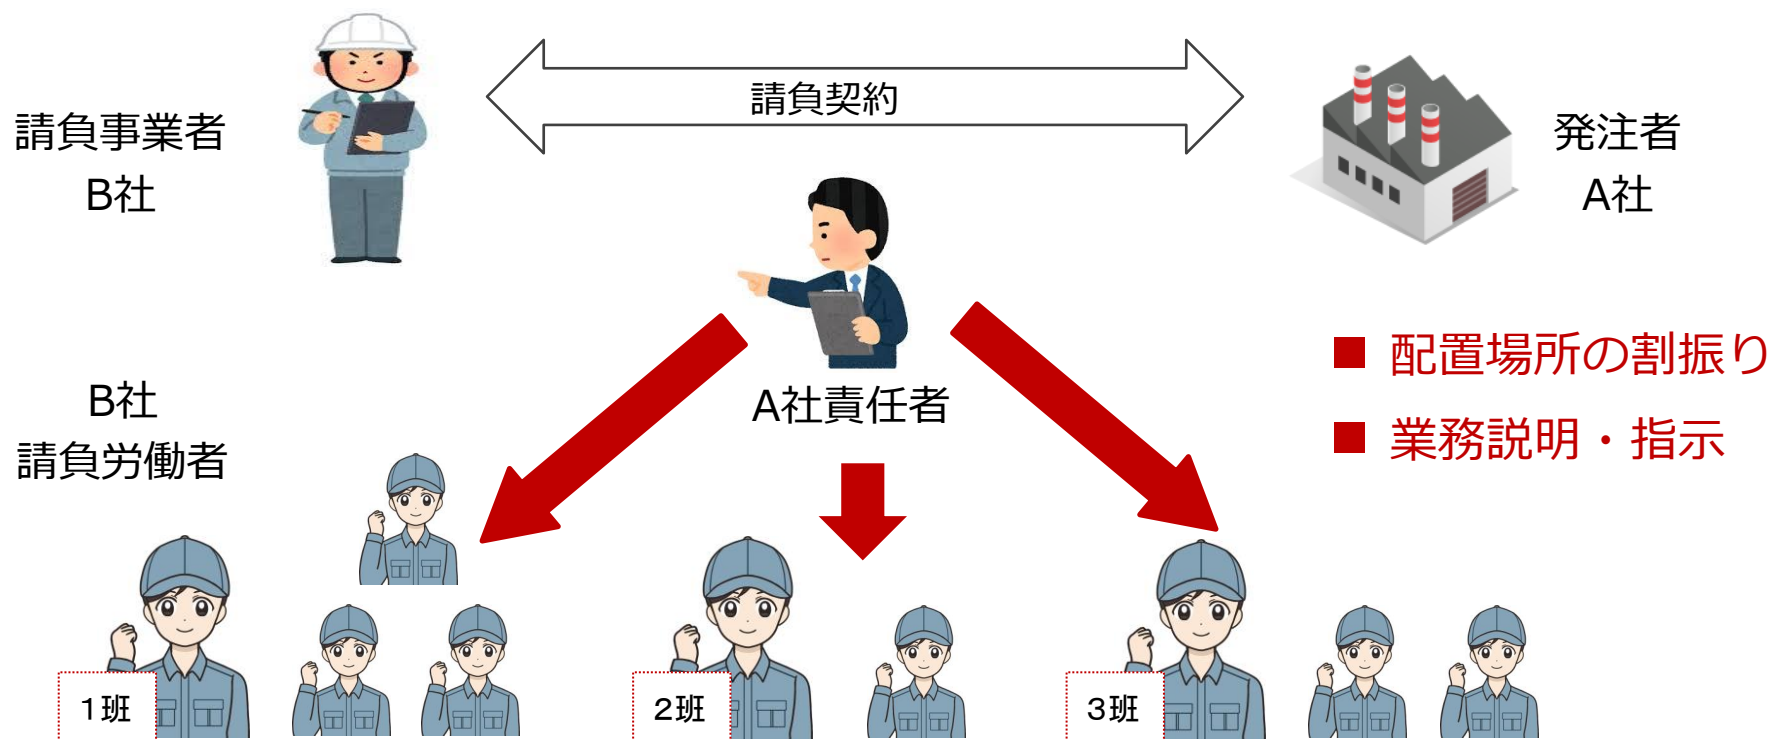 請負契約
請負事業者
B社
発注者
A社
A社責任者
■ 配置場所の割振り
■ 業務説明・指示
B社
請負労働者
1班
2班
3班